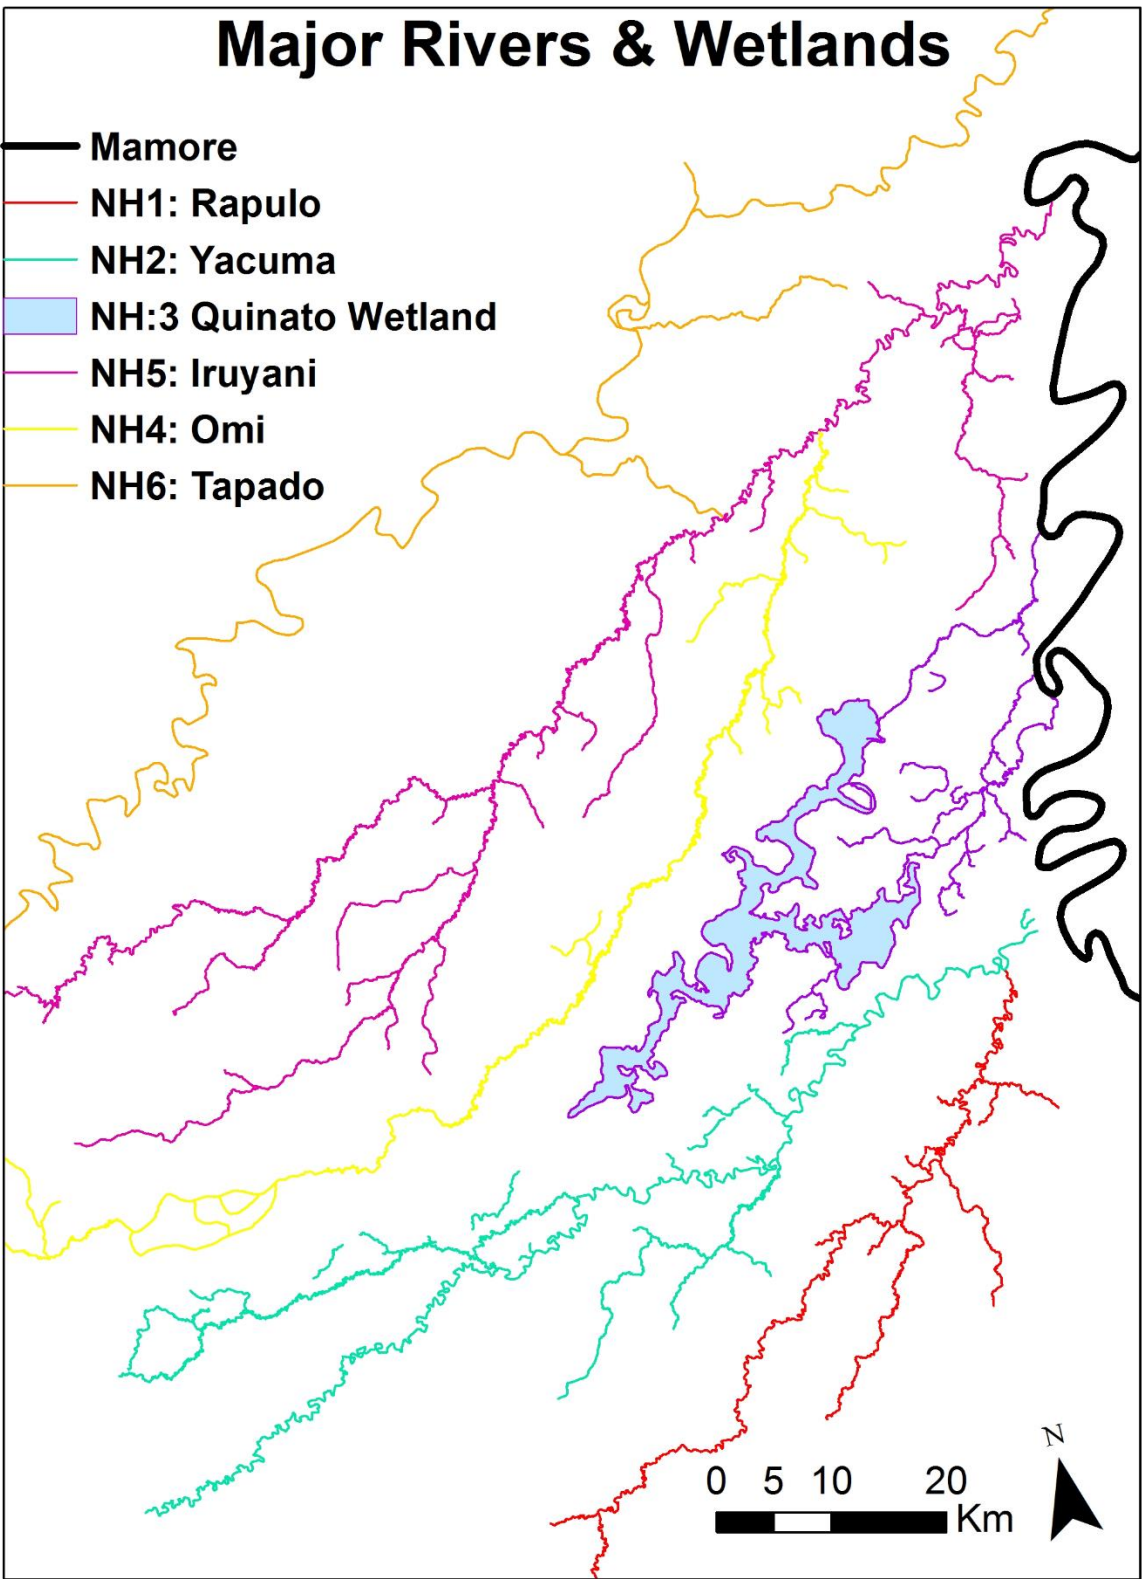 Major Rivers & Wetlands
Mamore
NH1: Rapulo
NH2: Yacuma
NH:3 Quinato Wetland
NH5: Iruyani
NH4: Omi
NH6: Tapado
N
0 5 10 20
Km